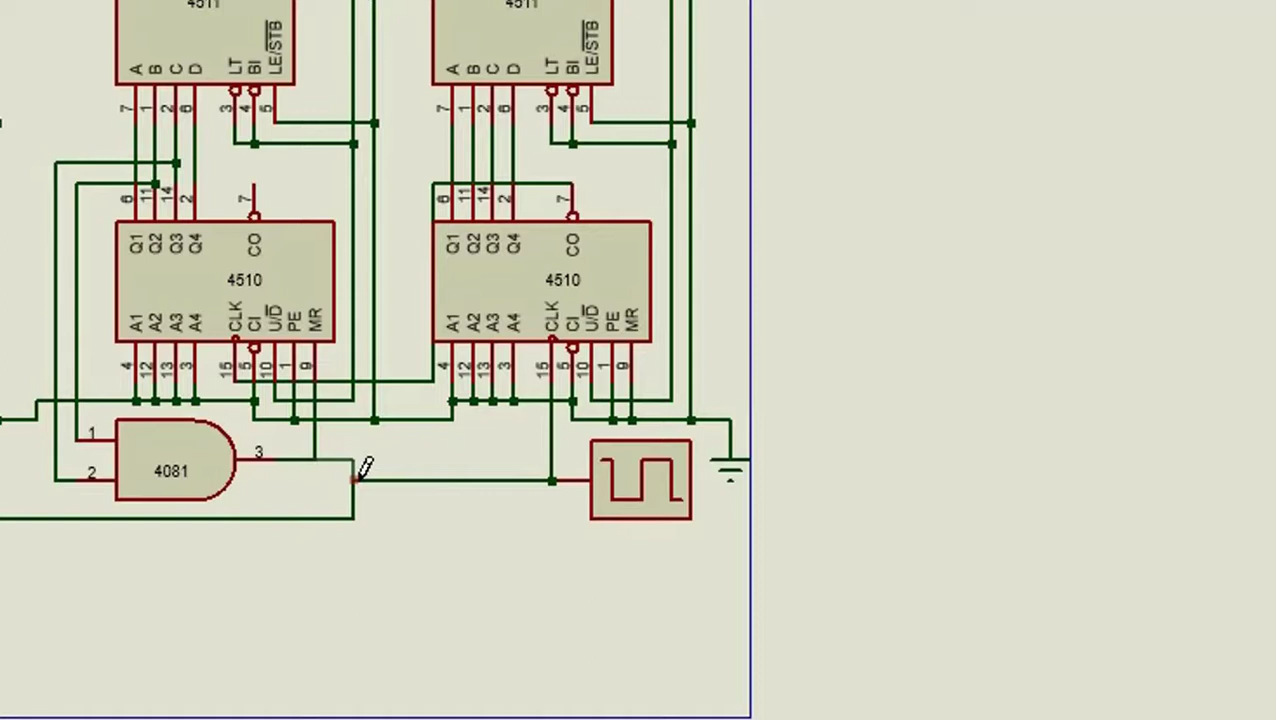 4511 4511
A B C D LT BI LE/STB A B C D LT BI LE/STB
7 1 2 6 3 4 5 7 1 2 6 3 4 5
6 11 14 2 7 6 11 14 2 7
Q1 Q2 Q3 Q4 CO Q1 Q2 Q3 Q4 CO
4510 4510
A1 A2 A3 A4 CLK CI U/D PE MR A1 A2 A3 A4 CLK CI U/D PE MR
4 12 13 3 15 5 10 1 9 4 12 13 3 15 5 10 1 9
1
3
2 4081